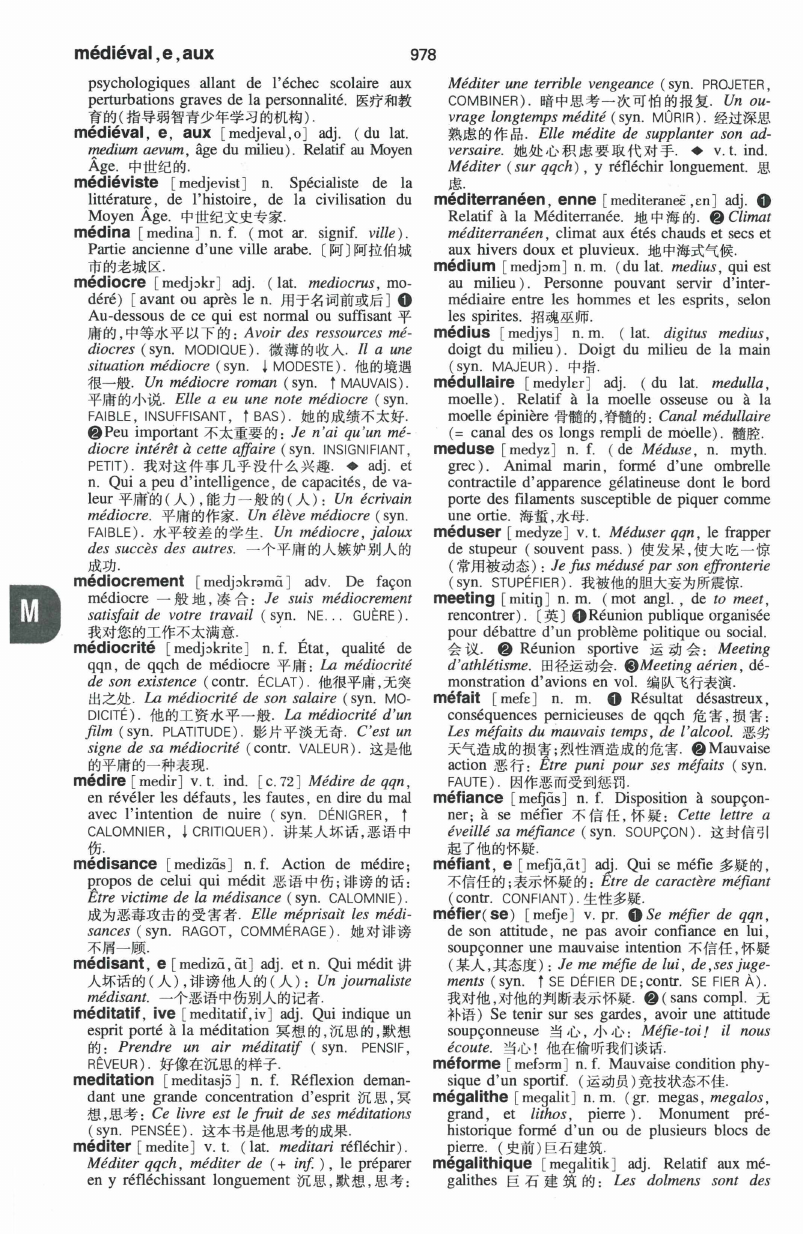 médiéval,e,aux
978
psychologiques allant de l'échec scolaire aux
perturbations graves de la personnalité. 医疗和教
育的(指导弱智青少年学习的机构).
médiéval, e, aux [medjeval,o] adj. (du lat.
medium aevum, âge du milieu). Relatif au Moyen
Âge. 中世纪的.
médiéviste [medjevist] n. Spécialiste de la
littérature, de l'histoire, de la civilisation du
Moyen Âge. 中世纪文史专家.
médina [medina] n. f. (mot ar. signif. ville).
Partie ancienne d'une ville arabe. [阿]阿拉伯城
市的老城区.
médiocre [medjɔkr] adj. (lat. mediocrus, mo-
déré) [avant ou après le n. 用于名词前或后] ❶
Au-dessous de ce qui est normal ou suffisant 平
庸的,中等水平以下的: Avoir des ressources mé-
diocres (syn. MODIQUE). 微薄的收入. Il a une
situation médiocre (syn. ↓MODESTE). 他的境遇
很一般. Un médiocre roman (syn. ↑MAUVAIS).
平庸的小说. Elle a eu une note médiocre (syn.
FAIBLE, INSUFFISANT, ↑BAS). 她的成绩不太好.
❷Peu important 不太重要的: Je n'ai qu'un mé-
diocre intérêt à cette affaire (syn. INSIGNIFIANT,
PETIT). 我对这件事几乎没什么兴趣. ◆ adj. et
n. Qui a peu d'intelligence, de capacités, de va-
leur 平庸的(人),能力一般的(人): Un écrivain
médiocre. 平庸的作家. Un élève médiocre (syn.
FAIBLE). 水平较差的学生. Un médiocre, jaloux
des succès des autres. 一个平庸的人嫉妒别人的
成功.
médiocrement [medjɔkrəmɑ̃] adv. De façon
médiocre 一般地,凑合: Je suis médiocrement
satisfait de votre travail (syn. NE... GUÈRE).
我对您的工作不太满意.
médiocrité [medjɔkrite] n.f. État, qualité de
qqn, de qqch de médiocre 平庸: La médiocrité
de son existence (contr. ÉCLAT). 他很平庸,无突
出之处. La médiocrité de son salaire (syn. MO-
DICITÉ). 他的工资水平一般. La médiocrité d'un
film (syn. PLATITUDE). 影片平淡无奇. C'est un
signe de sa médiocrité (contr. VALEUR). 这是他
的平庸的一种表现.
médire [medir] v.t. ind. [c.72] Médire de qqn,
en révéler les défauts, les fautes, en dire du mal
avec l'intention de nuire (syn. DÉNIGRER, ↑
CALOMNIER, ↓CRITIQUER). 讲某人坏话,恶语中
伤.
médisance [medizɑ̃s] n.f. Action de médire;
propos de celui qui médit 恶语中伤;诽谤的话:
Être victime de la médisance (syn. CALOMNIE).
成为恶毒攻击的受害者. Elle méprisait les médi-
sances (syn. RAGOT, COMMÉRAGE). 她对诽谤
不屑一顾.
médisant, e [medizɑ̃, ɑ̃t] adj. et n. Qui médit 讲
人坏话的(人),诽谤他人的(人): Un journaliste
médisant. 一个恶语中伤别人的记者.
méditatif, ive [meditatif,iv] adj. Qui indique un
esprit porté à la méditation 冥想的,沉思的,默想
的: Prendre un air méditatif (syn. PENSIF,
RÊVEUR). 好像在沉思的样子.
meditation [meditasjɔ̃] n. f. Réflexion deman-
dant une grande concentration d'esprit 沉思,冥
想,思考: Ce livre est le fruit de ses méditations
(syn. PENSÉE). 这本书是他思考的成果.
méditer [medite] v. t. (lat. meditari réfléchir).
Méditer qqch, méditer de (+ inf.), le préparer
en y réfléchissant longuement 沉思,默想,思考:
M
Méditer une terrible vengeance (syn. PROJETER,
COMBINER). 暗中思考一次可怕的报复. Un ou-
vrage longtemps médité (syn. MÛRIR). 经过深思
熟虑的作品. Elle médite de supplanter son ad-
versaire. 她处心积虑要取代对手. ◆ v.t. ind.
Méditer (sur qqch), y réfléchir longuement. 思
虑.
méditerranéen, enne [mediteraneɛ̃,ɛn] adj. ❶
Relatif à la Méditerranée. 地中海的. ❷Climat
méditerranéen, climat aux étés chauds et secs et
aux hivers doux et pluvieux. 地中海式气候.
médium [medjɔm] n.m. (du lat. medius, qui est
au milieu). Personne pouvant servir d'inter-
médiaire entre les hommes et les esprits, selon
les spirites. 招魂巫师.
médius [medjys] n.m. (lat. digitus medius,
doigt du milieu). Doigt du milieu de la main
(syn. MAJEUR). 中指.
médullaire [medylɛr] adj. (du lat. medulla,
moelle). Relatif à la moelle osseuse ou à la
moelle épinière 骨髓的,脊髓的: Canal médullaire
(= canal des os longs rempli de moelle). 髓腔.
meduse [medyz] n. f. (de Méduse, n. myth.
grec). Animal marin, formé d'une ombrelle
contractile d'apparence gélatineuse dont le bord
porte des filaments susceptible de piquer comme
une ortie. 海蜇,水母.
méduser [medyze] v.t. Méduser qqn, le frapper
de stupeur (souvent pass.) 使发呆,使大吃一惊
(常用被动态): Je fus médusé par son effronterie
(syn. STUPÉFIER). 我被他的胆大妄为所震惊.
meeting [mitiŋ] n.m. (mot angl., de to meet,
rencontrer). [英] ❶Réunion publique organisée
pour débattre d'un problème politique ou social.
会议. ❷ Réunion sportive 运动会: Meeting
d'athlétisme. 田径运动会. ❸Meeting aérien, dé-
monstration d'avions en vol. 编队飞行表演.
méfait [mefɛ] n. m. ❶ Résultat désastreux,
conséquences pernicieuses de qqch 危害,损害:
Les méfaits du mauvais temps, de l'alcool. 恶劣
天气造成的损害;烈性酒造成的危害. ❷Mauvaise
action 恶行: Être puni pour ses méfaits (syn.
FAUTE). 因作恶而受到惩罚.
méfiance [mefjɑ̃s] n. f. Disposition à soupçon-
ner; à se méfier 不信任,怀疑: Cette lettre a
éveillé sa méfiance (syn. SOUPÇON). 这封信引
起了他的怀疑.
méfiant, e [mefjɑ̃,ɑ̃t] adj. Qui se méfie 多疑的,
不信任的;表示怀疑的: Être de caractère méfiant
(contr. CONFIANT). 生性多疑.
méfier(se) [mefje] v. pr. ❶Se méfier de qqn,
de son attitude, ne pas avoir confiance en lui,
soupçonner une mauvaise intention 不信任,怀疑
(某人,其态度): Je me méfie de lui, de,ses juge-
ments (syn. ↑SE DÉFIER DE;contr. SE FIER À).
我对他,对他的判断表示怀疑. ❷(sans compl. 无
补语) Se tenir sur ses gardes, avoir une attitude
soupçonneuse 当心,小心: Méfie-toi! il nous
écoute. 当心! 他在偷听我们谈话.
méforme [mefɔrm] n.f. Mauvaise condition phy-
sique d'un sportif. (运动员)竞技状态不佳.
mégalithe [megalit] n.m. (gr. megas, megalos,
grand, et lithos, pierre). Monument pré-
historique formé d'un ou de plusieurs blocs de
pierre. (史前)巨石建筑.
mégalithique [megalitik] adj. Relatif aux mé-
galithes 巨石建筑的: Les dolmens sont des